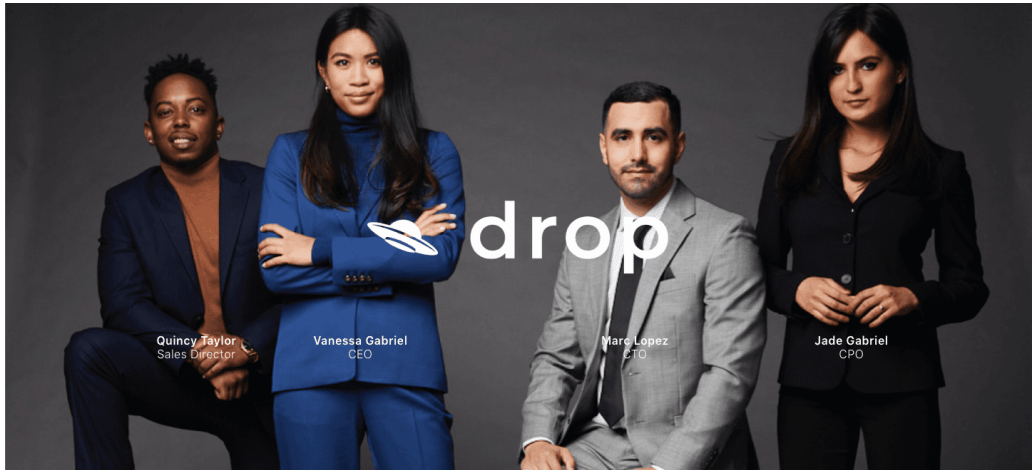 drop
Quincy Taylor
Sales Director
Vanessa Gabriel
CEO
Marc Lopez
CTO
Jade Gabriel
CPO